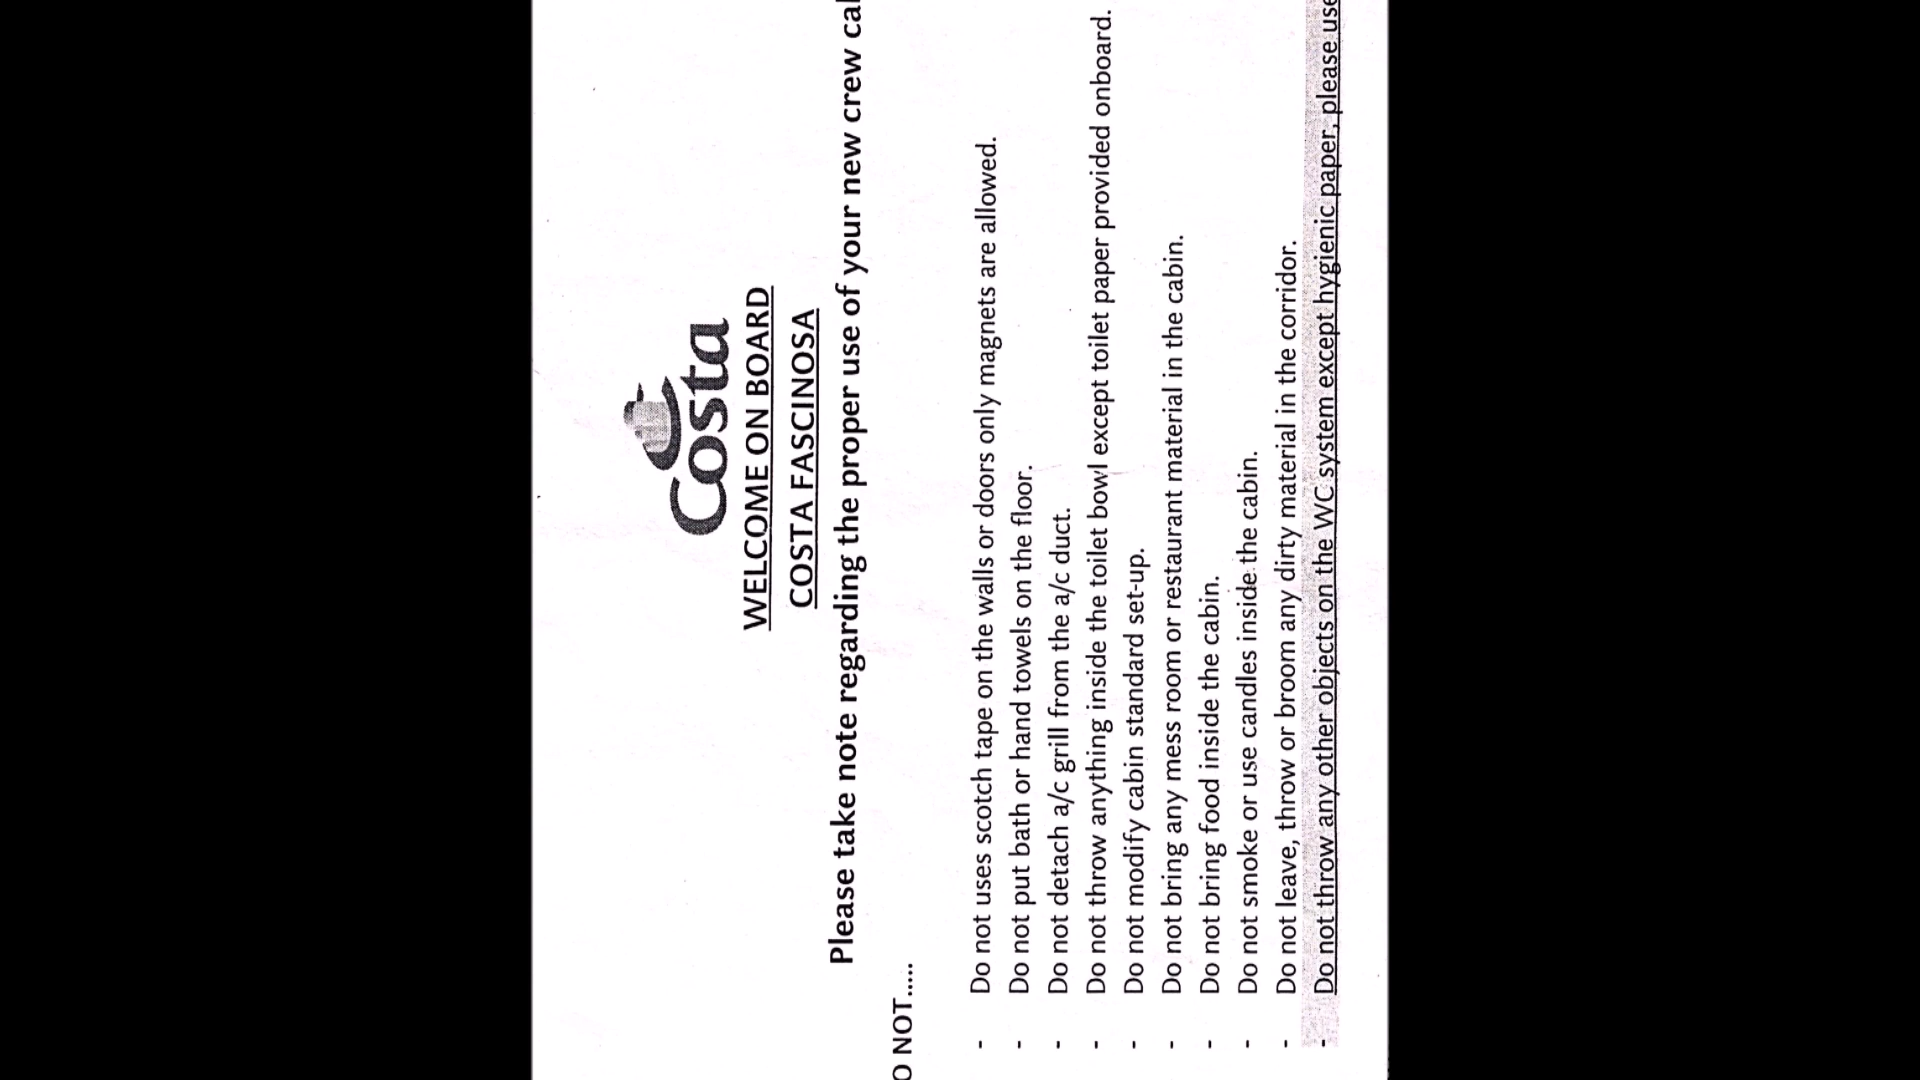 Costa
WELCOME ON BOARD
COSTA FASCINOSA
Please take note regarding the proper use of your new crew
NOT.....
- Do not uses scotch tape on the walls or doors only magnets are allowed.
- Do not put bath or hand towels on the floor.
- Do not detach a/c grill from the a/c duct.
- Do not throw anything inside the toilet bowl except toilet paper provided onboard.
- Do not modify cabin standard set-up.
- Do not bring any mess room or restaurant material in the cabin.
- Do not bring food inside the cabin.
- Do not smoke or use candles inside the cabin.
- Do not leave, throw or broom any dirty material in the corridor.
- Do not throw any other objects on the WC system except hygienic paper, please use